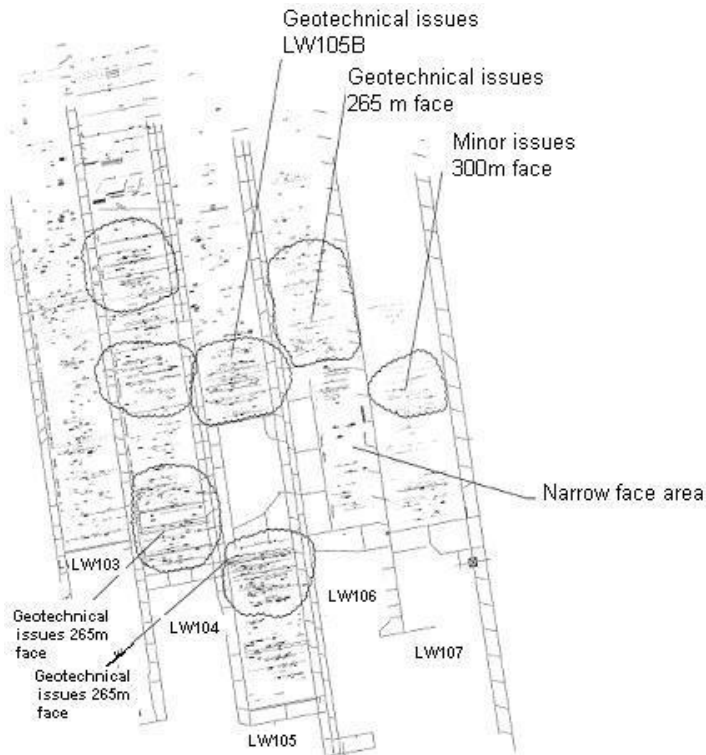 Geotechnical issues
LW105B
Geotechnical issues
265 m face
Minor issues
300m face
Narrow face area
LW103
Geotechnical
issues 265m
face
LW104
Geotechnical
issues 265m
face
LW106
LW107
LW105